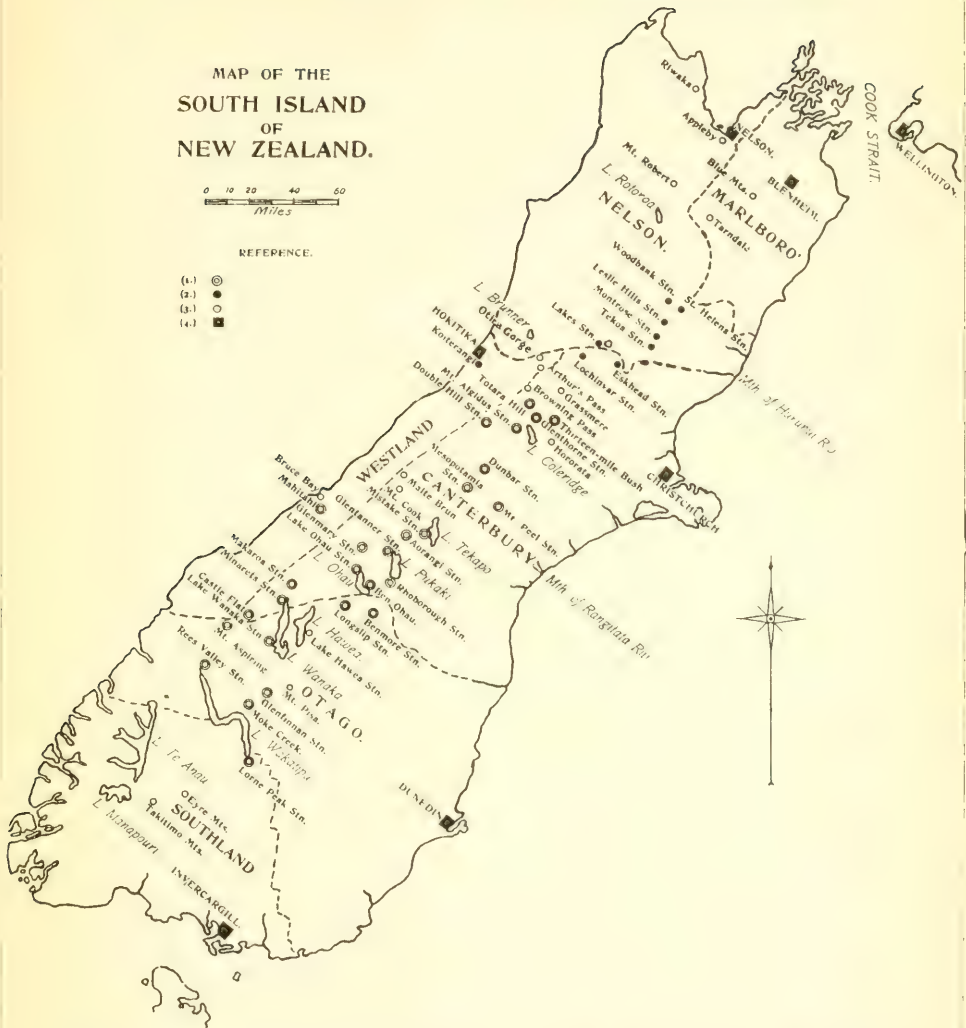 MAP OF THE
SOUTH ISLAND
OF
NEW ZEALAND.
0 10 20 40 60
Miles
REFERENCE.
(1.)
(2.)
(3.)
(4.)
COOK STRAIT.
WELLINGTON.
Riwaka
Appleby
NELSON.
Mt. Robert
Blue Mts.
BLENHEIM.
L. Rotoroa
MARLBORO'
NELSON.
Tarndale
Woodbank Stn.
Leslie Hills Stn.
Montrose Stn.
Tekoa Stn.
St. Helens Stn.
L Brunner
Otira Gorge
Lakes Stn.
HOKITIKA
Koiterangi
Lochinvar Stn.
Eskhead Stn.
Mth of Hurunui Riv
Arthur's Pass
Grassmere
Browning Pass
Totara Hill
Mt. Algidus Stn.
Double Hill Stn.
Thirteen-mile Bush
Glenthorne Stn.
Hororata
L Coleridge
CHRISTCHURCH
WESTLAND
Mesopotamia
Stn.
Dunbar Stn.
CANTERBURY
Mt Peel Stn.
Malte Brun
Mt. Cook
Mistake Stn.
Bruce Bay
Mahitahi
Glentanner Stn.
Glenmary Stn.
Lake Ohau Stn.
L. Ohau
Aorangi Stn.
L. Tekapo
L Pukaki
Rhoborough Stn.
Ben Ohau.
Mth of Rangitata Riv
Makaroa Stn.
Minarets Stn.
Castle Flat
Lake Wanaka Stn.
Longslip Stn.
Benmore Stn.
L Hawea
Lake Hawea Stn.
L Wanaka
Mt. Aspiring
Rees Valley Stn.
OTAGO.
Mt. Pisa.
Glenfinnan Stn.
Moke Creek.
L Wakatipu
Lorne Peak Stn.
L Te Anau
Eyre Mts.
Takitimo Mts.
L Manapouri
SOUTHLAND
DUNEDIN
INVERCARGILL.